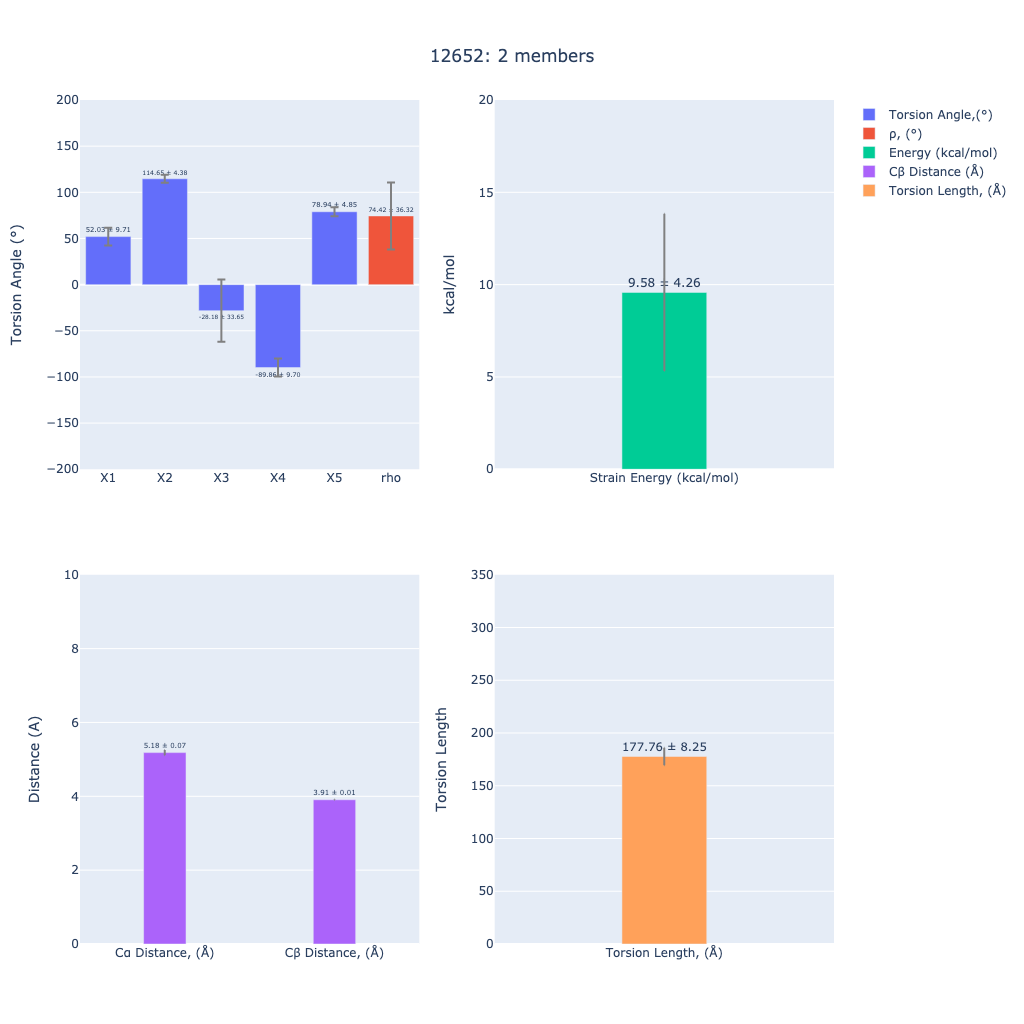 12652: 2 members
Torsion Angle (°)
200
150
100
50
0
−50
−100
−150
−200
52.03 ± 9.71
114.65 ± 4.38
-28.18 ± 33.65
-89.86 ± 9.70
78.94 ± 4.85
74.42 ± 36.32
X1
X2
X3
X4
X5
rho
kcal/mol
20
15
10
5
0
9.58 ± 4.26
Strain Energy (kcal/mol)
Torsion Angle,(°)
ρ, (°)
Energy (kcal/mol)
Cβ Distance (Å)
Torsion Length, (Å)
Distance (A)
10
8
6
4
2
0
5.18 ± 0.07
3.91 ± 0.01
Cα Distance, (Å)
Cβ Distance, (Å)
Torsion Length
350
300
250
200
150
100
50
0
177.76 ± 8.25
Torsion Length, (Å)